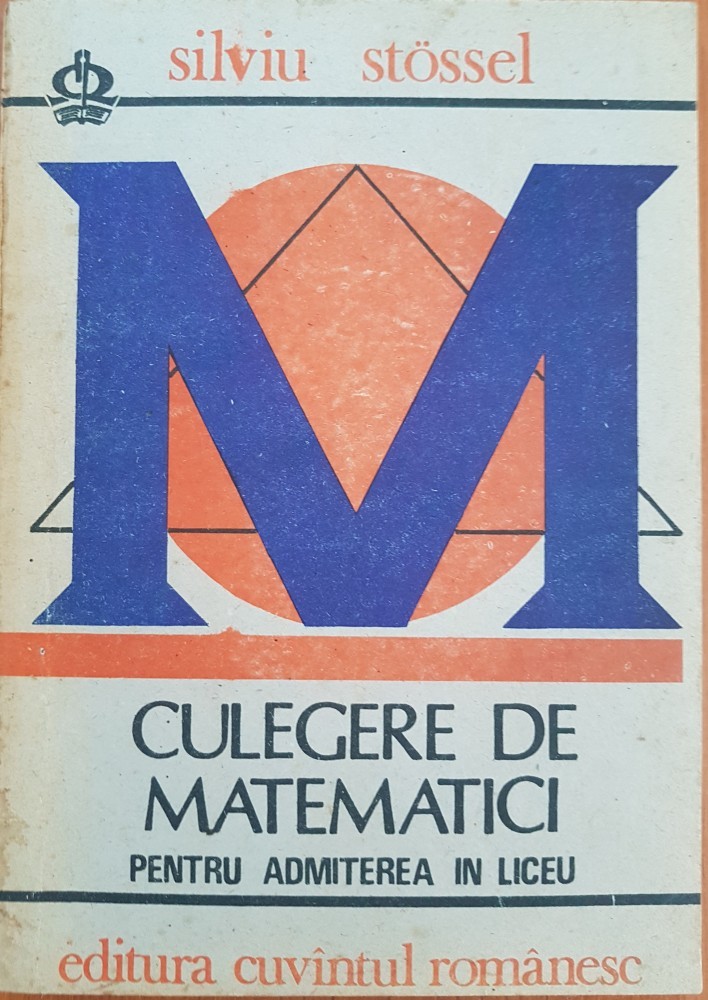 silviu stössel
M
CULEGERE DE
MATEMATICI
PENTRU ADMITEREA IN LICEU
editura cuvîntul românesc